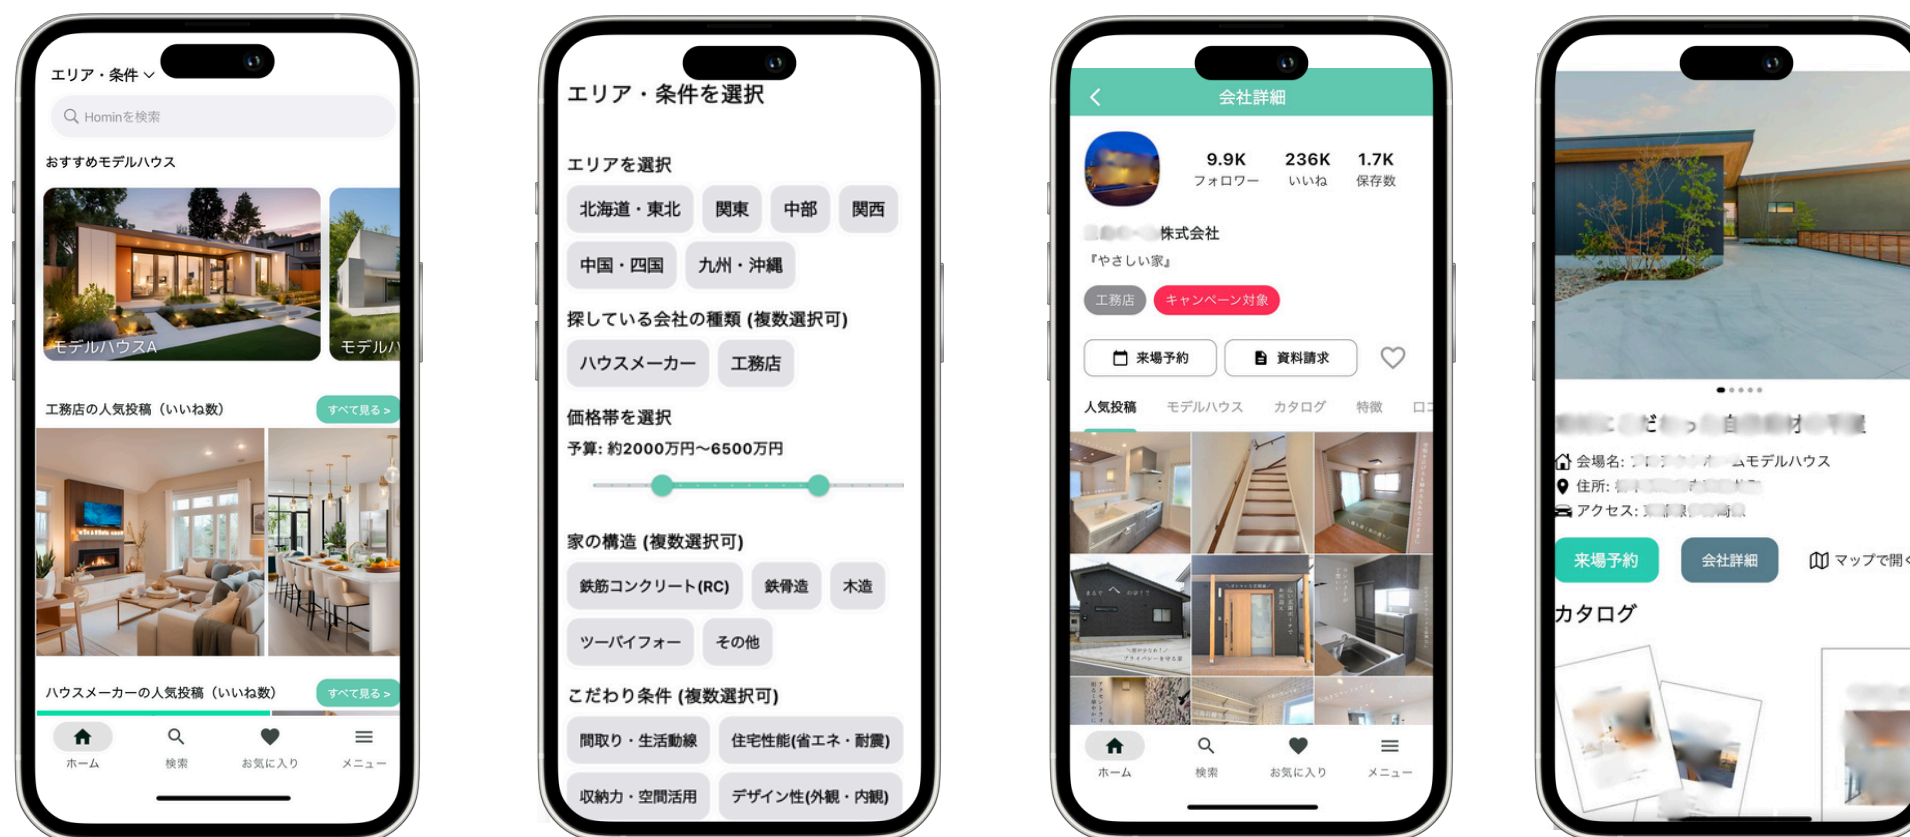 エリア・条件
Hominを検索
おすすめモデルハウス
モデルハウスA
モデルハ
工務店の人気投稿（いいね数）
すべて見る >
ハウスメーカーの人気投稿（いいね数）
すべて見る >
ホーム 検索 お気に入り メニュー
エリア・条件を選択
エリアを選択
北海道・東北 関東 中部 関西
中国・四国 九州・沖縄
探している会社の種類 (複数選択可)
ハウスメーカー 工務店
価格帯を選択
予算: 約2000万円〜6500万円
家の構造 (複数選択可)
鉄筋コンクリート(RC) 鉄骨造 木造
ツーバイフォー その他
こだわり条件 (複数選択可)
間取り・生活動線 住宅性能(省エネ・耐震)
収納力・空間活用 デザイン性(外観・内観)
会社詳細
9.9K 236K 1.7K
フォロワー いいね 保存数
株式会社
『やさしい家』
工務店 キャンペーン対象
来場予約 資料請求
人気投稿 モデルハウス カタログ 特徴 口コ
まるで へ の字！？
プライバシーを守る家
ホーム 検索 お気に入り メニュー
会場名: モデルハウス
住所:
アクセス:
来場予約 会社詳細 マップで開く
カタログ